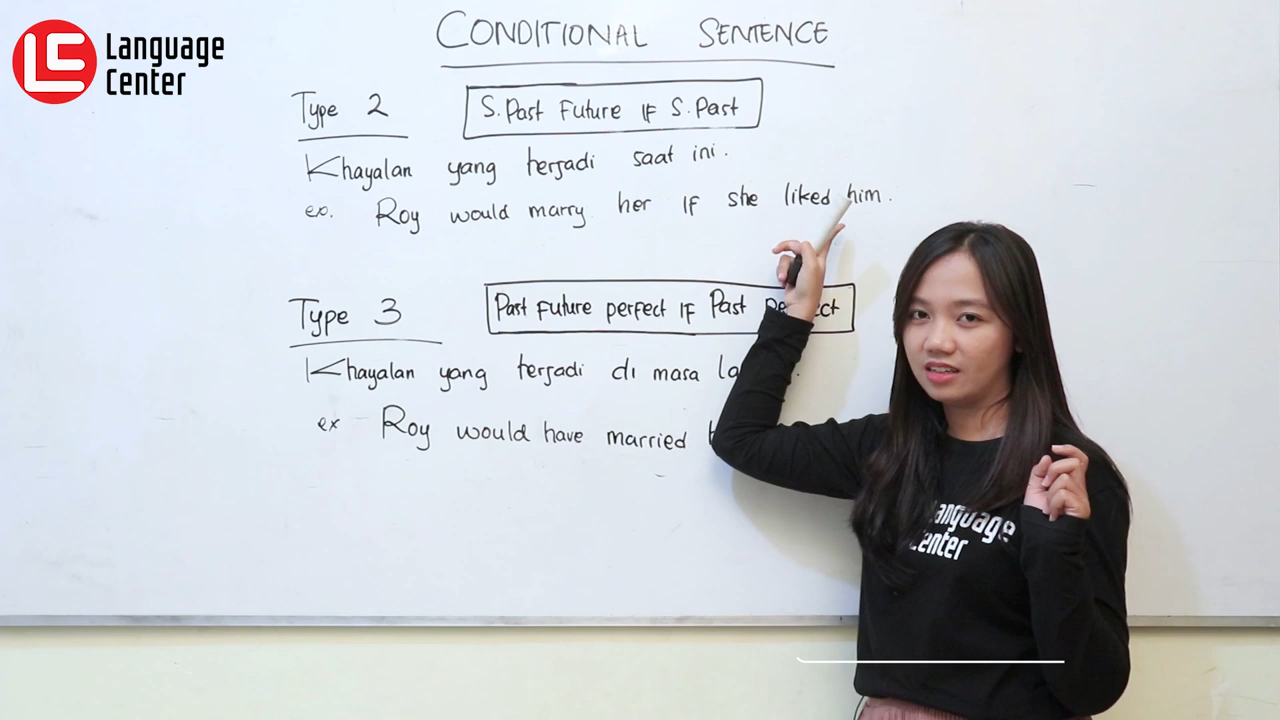 Language
Center
CONDITIONAL SENTENCE
Type 2
S.Past Future IF S.Past
Khayalan yang terjadi saat ini.
ex. Roy would marry her IF she liked him.
Type 3
Past Future perfect IF Past
Khayalan yang terjadi di masa
ex Roy would have married
Language
Center